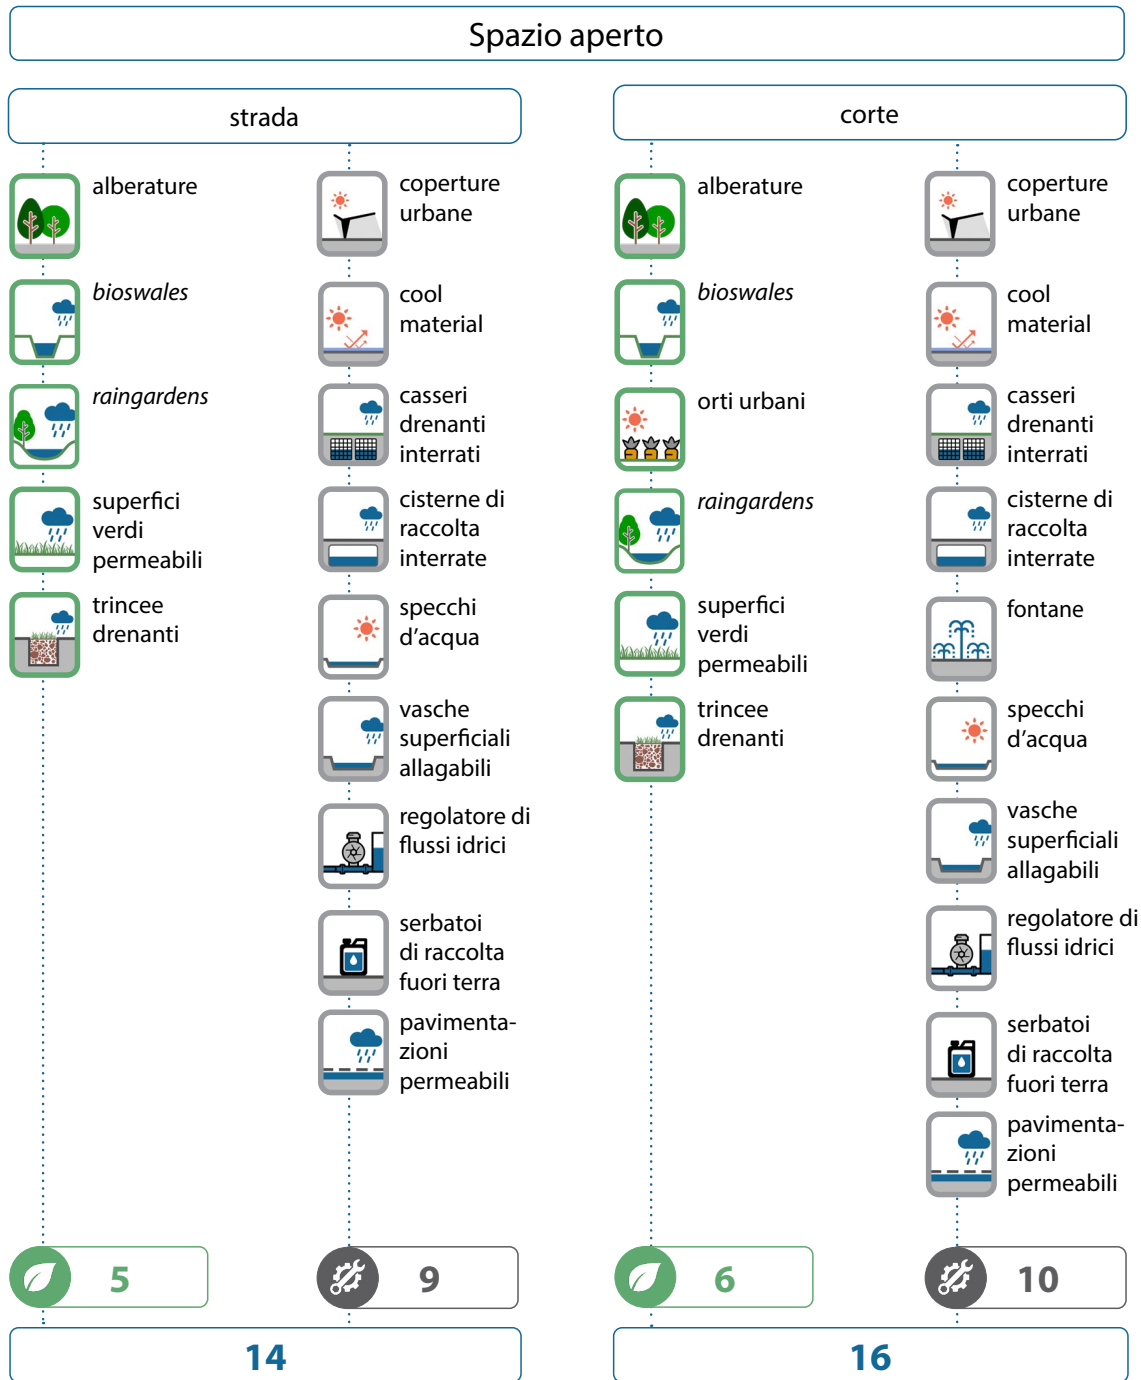 Spazio aperto
strada
alberature
bioswales
raingardens
superfici
verdi
permeabili
trincee
drenanti
coperture
urbane
cool
material
casseri
drenanti
interrati
cisterne di
raccolta
interrate
specchi
d'acqua
vasche
superficiali
allagabili
regolatore di
flussi idrici
serbatoi
di raccolta
fuori terra
pavimenta-
zioni
permeabili
5
9
14
corte
alberature
bioswales
orti urbani
raingardens
superfici
verdi
permeabili
trincee
drenanti
coperture
urbane
cool
material
casseri
drenanti
interrati
cisterne di
raccolta
interrate
fontane
specchi
d'acqua
vasche
superficiali
allagabili
regolatore di
flussi idrici
serbatoi
di raccolta
fuori terra
pavimenta-
zioni
permeabili
6
10
16